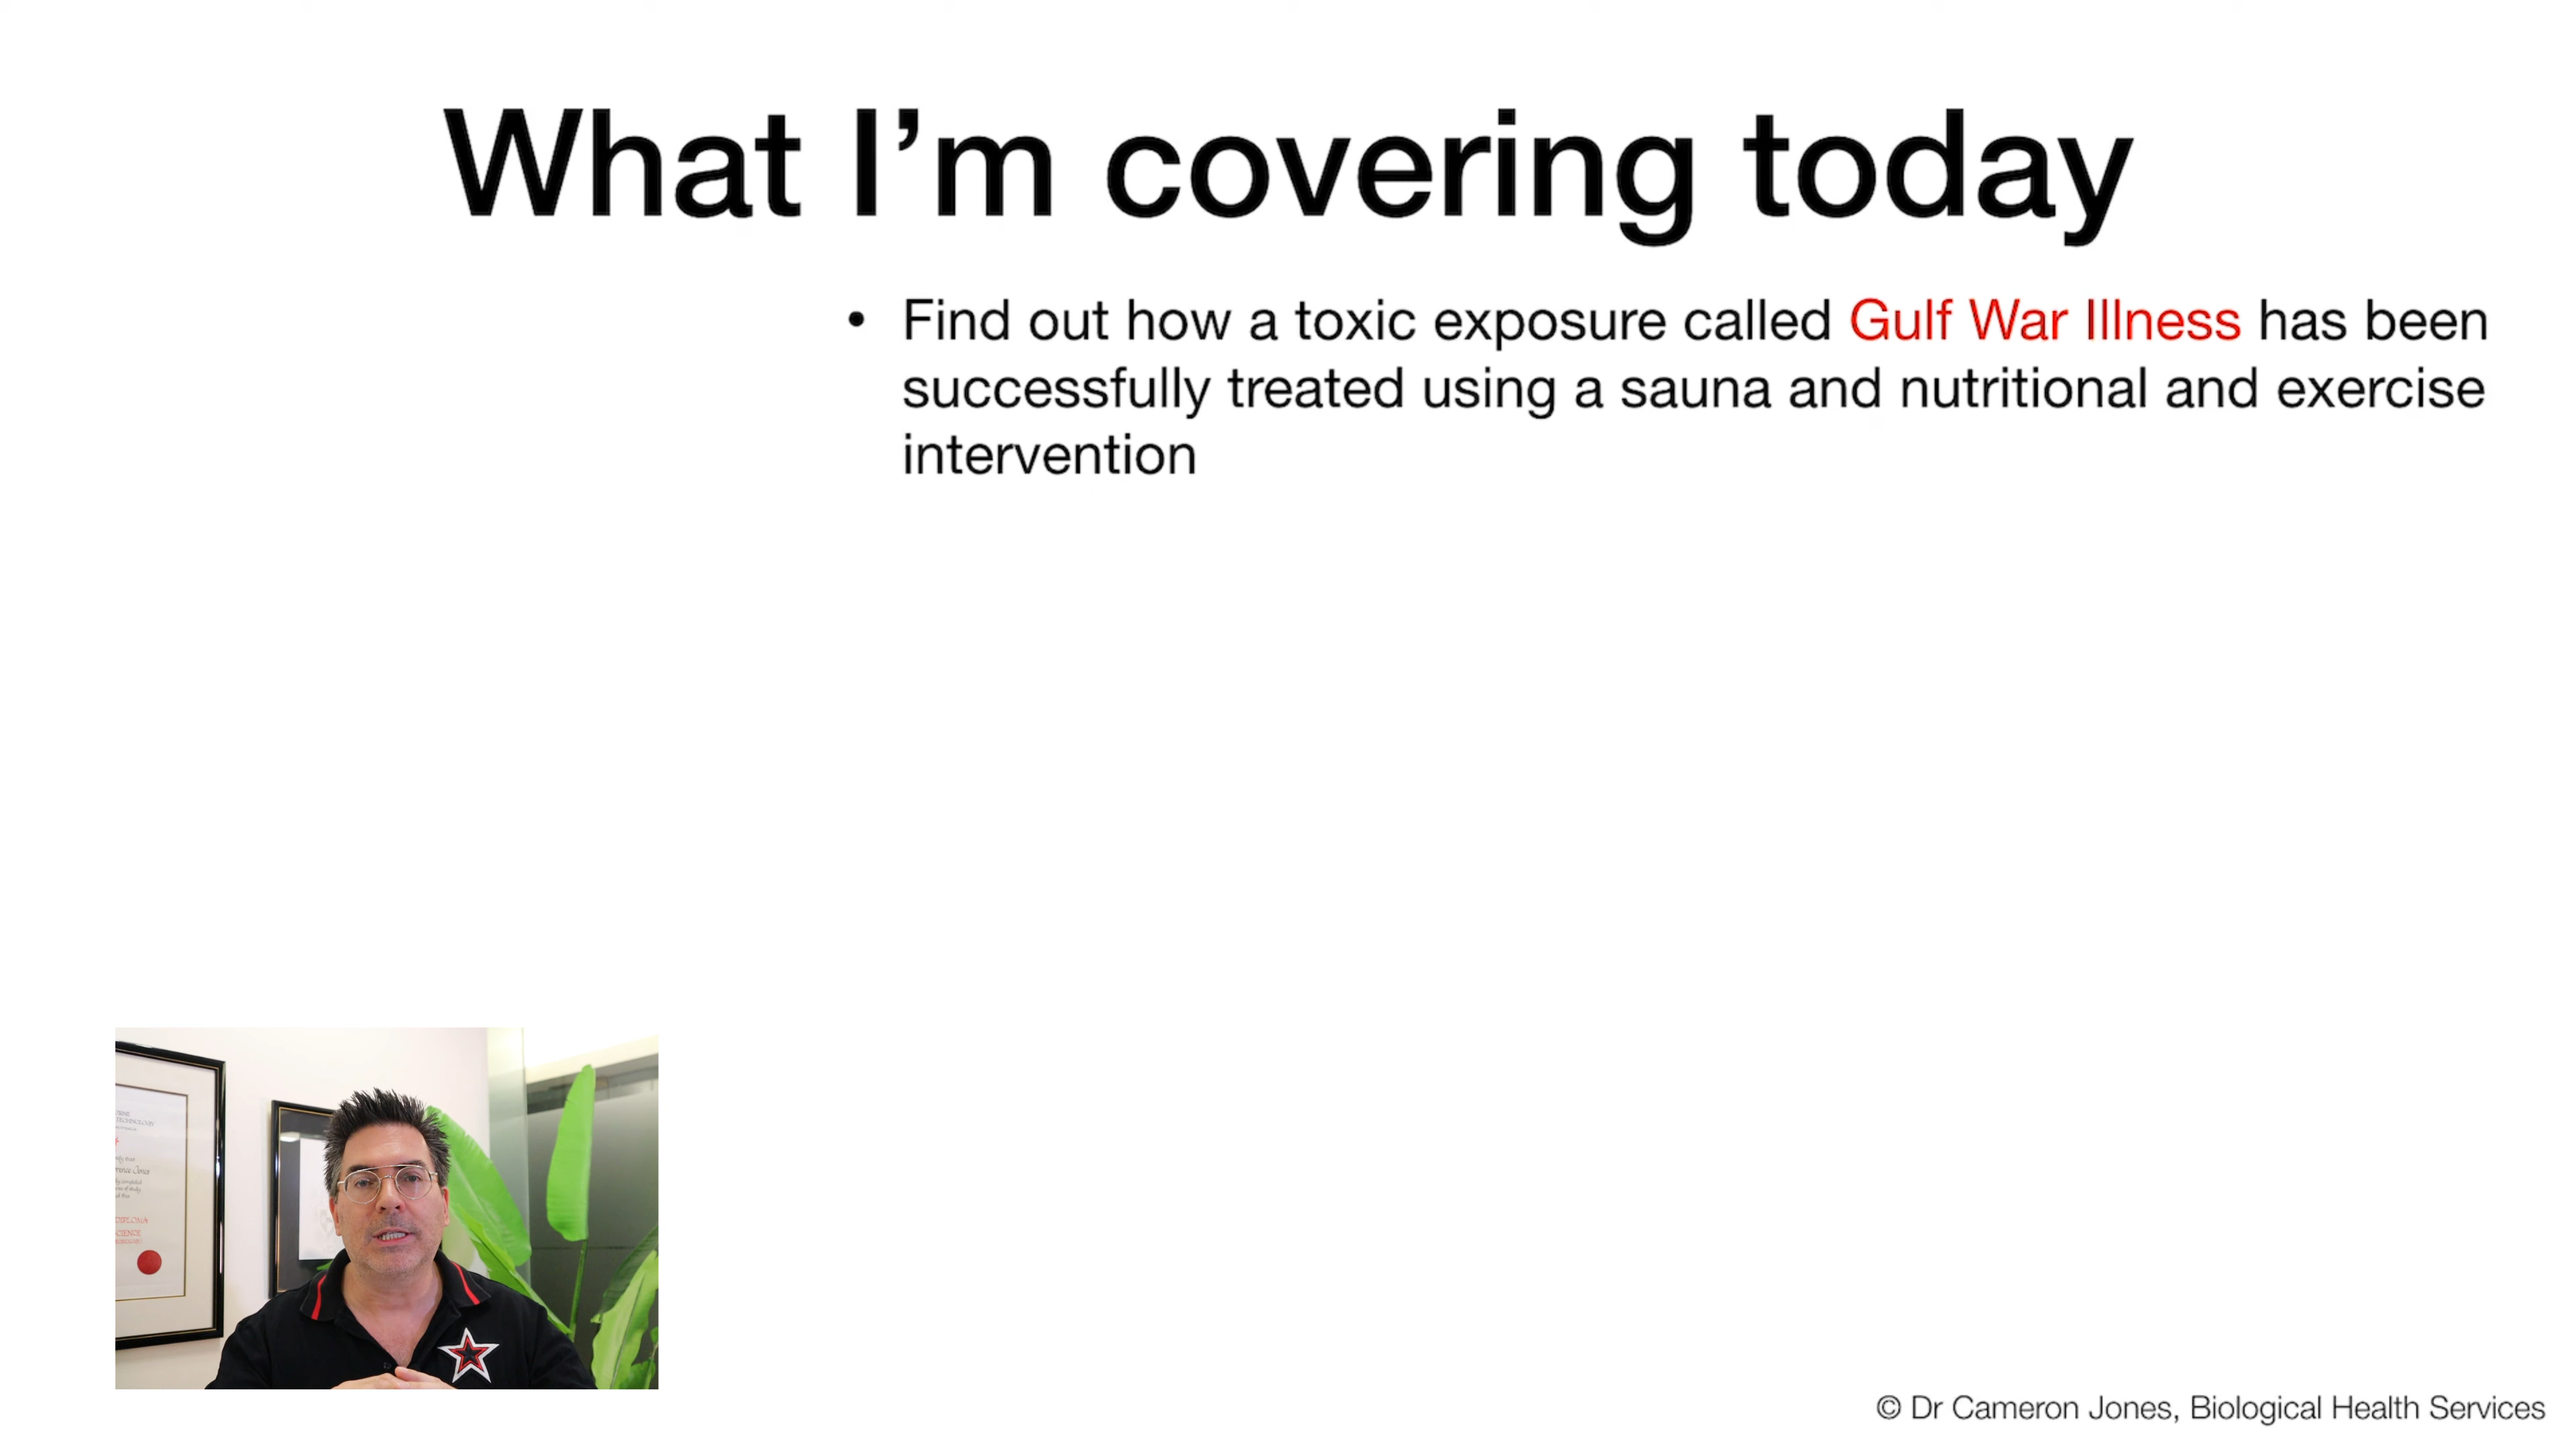 What I’m covering today
• Find out how a toxic exposure called Gulf War Illness has been
successfully treated using a sauna and nutritional and exercise
intervention
© Dr Cameron Jones, Biological Health Services